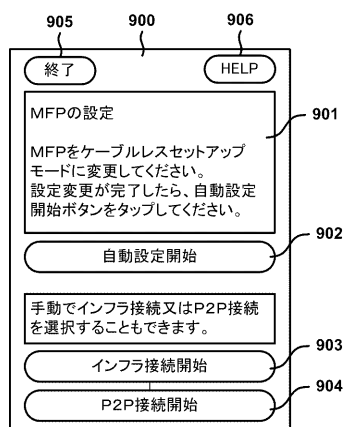 905
900
906
終了
HELP
MFPの設定
901
MFPをケーブルレスセットアップ
モードに変更してください。
設定変更が完了したら、自動設定
開始ボタンをタップしてください。
自動設定開始
902
手動でインフラ接続又はP2P接続
を選択することもできます。
インフラ接続開始
903
P2P接続開始
904